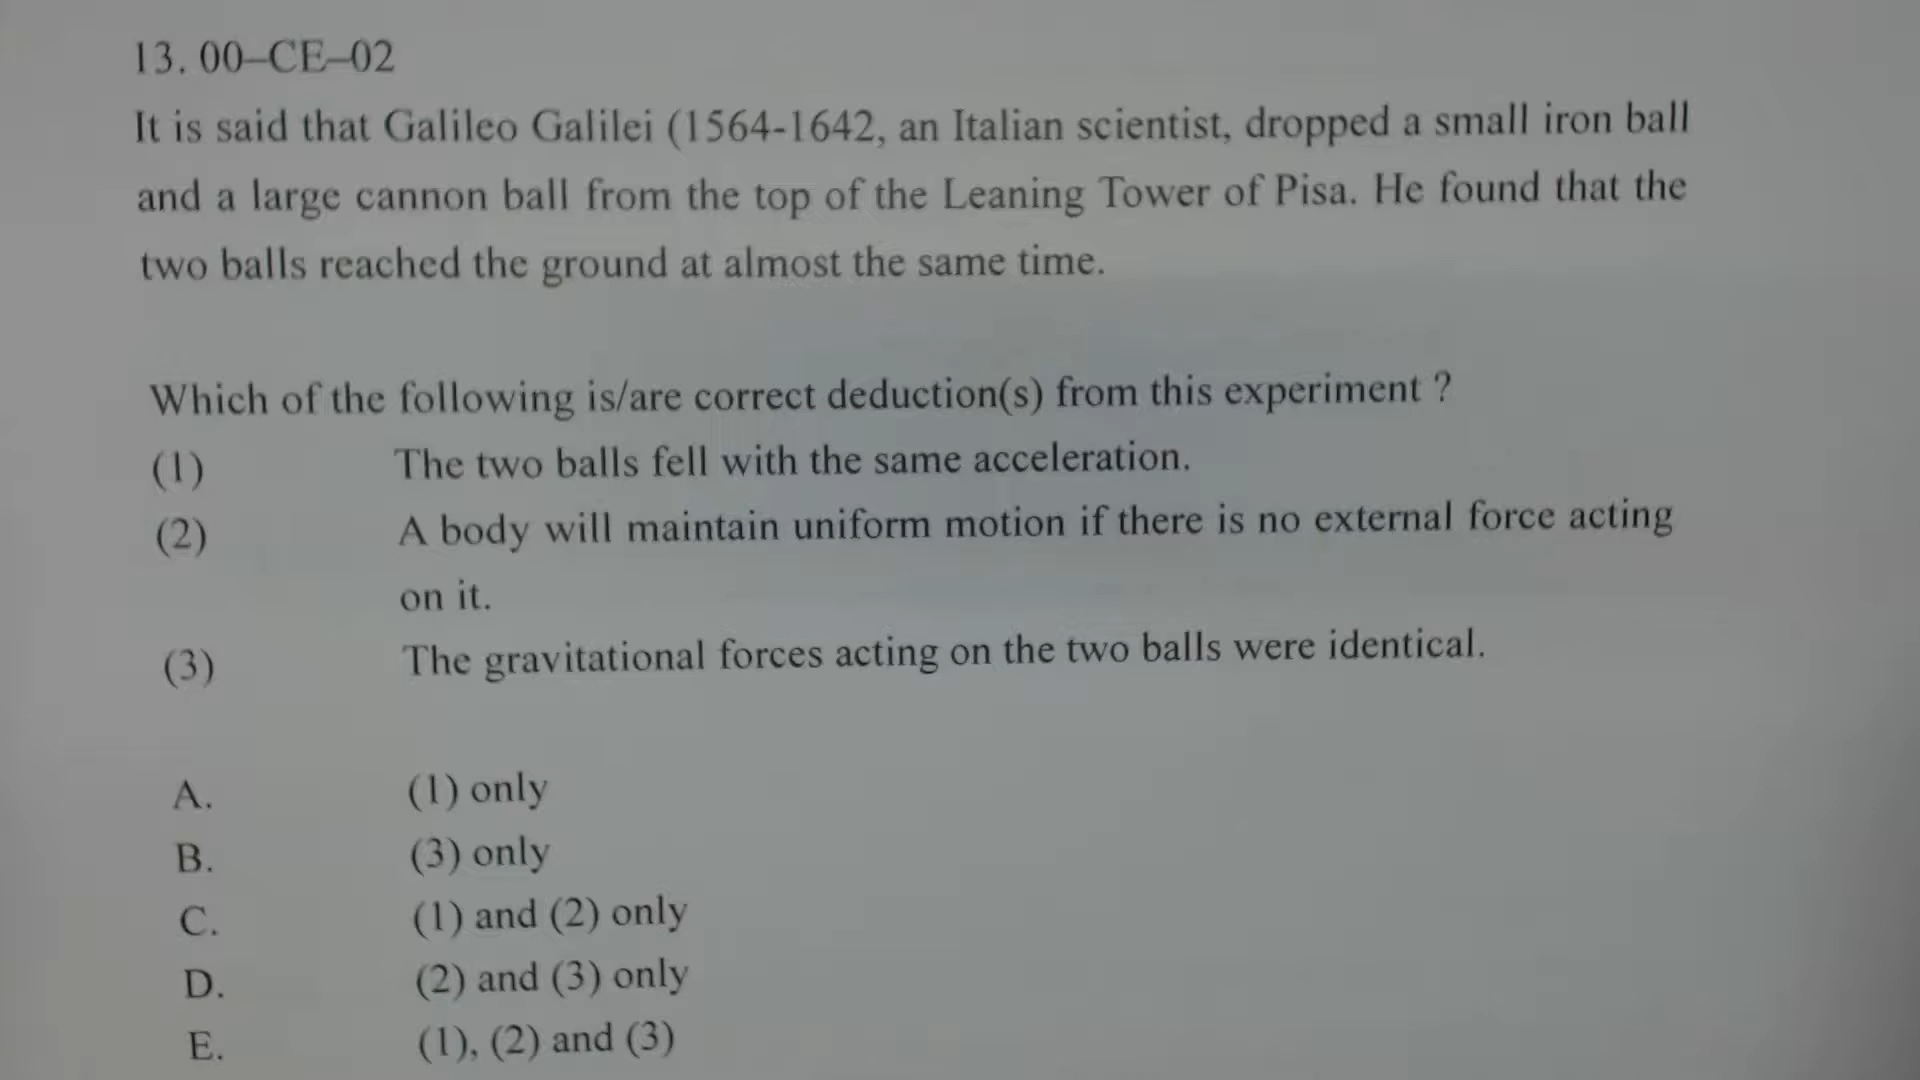 13. 00–CE–02
It is said that Galileo Galilei (1564-1642, an Italian scientist, dropped a small iron ball
and a large cannon ball from the top of the Leaning Tower of Pisa. He found that the
two balls reached the ground at almost the same time.
Which of the following is/are correct deduction(s) from this experiment ?
(1) The two balls fell with the same acceleration.
(2) A body will maintain uniform motion if there is no external force acting
on it.
(3) The gravitational forces acting on the two balls were identical.
A. (1) only
B. (3) only
C. (1) and (2) only
D. (2) and (3) only
E. (1), (2) and (3)